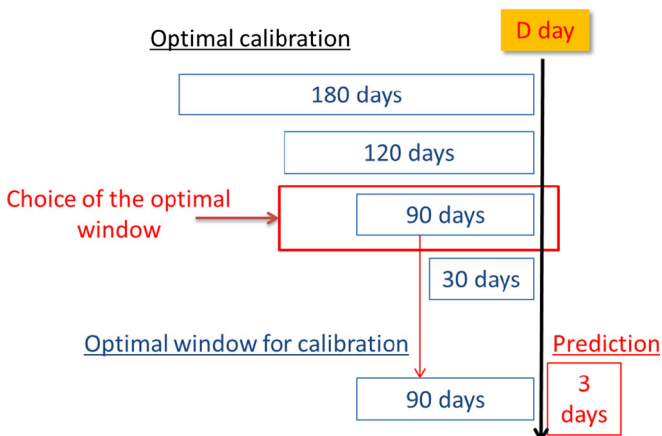 Optimal calibration
D day
180 days
120 days
Choice of the optimal
window
90 days
30 days
Optimal window for calibration
Prediction
90 days
3
days